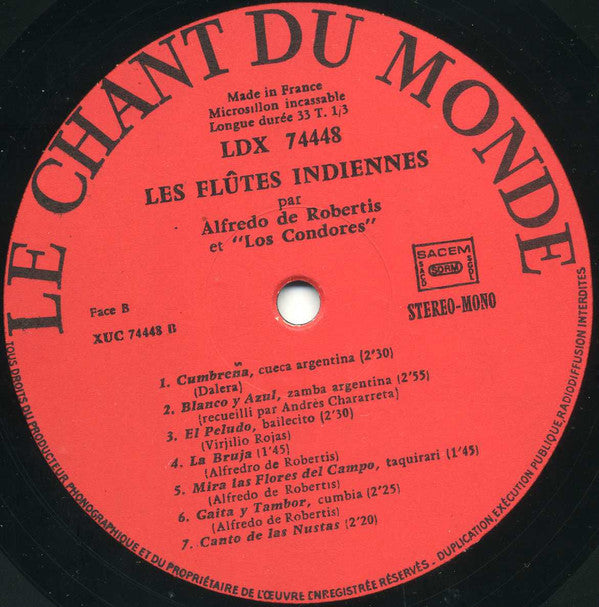 LE CHANT DU MONDE
Made in France
Microsillon incassable
Longue durée 33 T. 1/3
LDX 74448
LES FLÛTES INDIENNES
par
Alfredo de Robertis
et "Los Condores"
Face B
XUC 74448 B
SACEM
SACD
SDRM
SGDL
STEREO-MONO
1. Cumbreña, cueca argentina (2'30)
(Dalera)
2. Blanco y Azul, zamba argentina (2'55)
(recueilli par Andrès Chararreta)
3. El Peludo, bailecito (2'30)
(Virjilio Rojas)
4. La Bruja (1'45)
(Alfredro de Robertis)
5. Mira las Flores del Campo, taquirari (1'45)
(Alfredo de Robertis)
6. Gaita y Tambor, cumbia (2'25)
(Alfredo de Robertis)
7. Canto de las Nustas (2'20)
TOUS DROITS DU PRODUCTEUR PHONOGRAPHIQUE ET DU PROPRIÉTAIRE DE L'ŒUVRE ENREGISTRÉE RÉSERVÉS - DUPLICATION, EXÉCUTION PUBLIQUE, RADIODIFFUSION INTERDITES